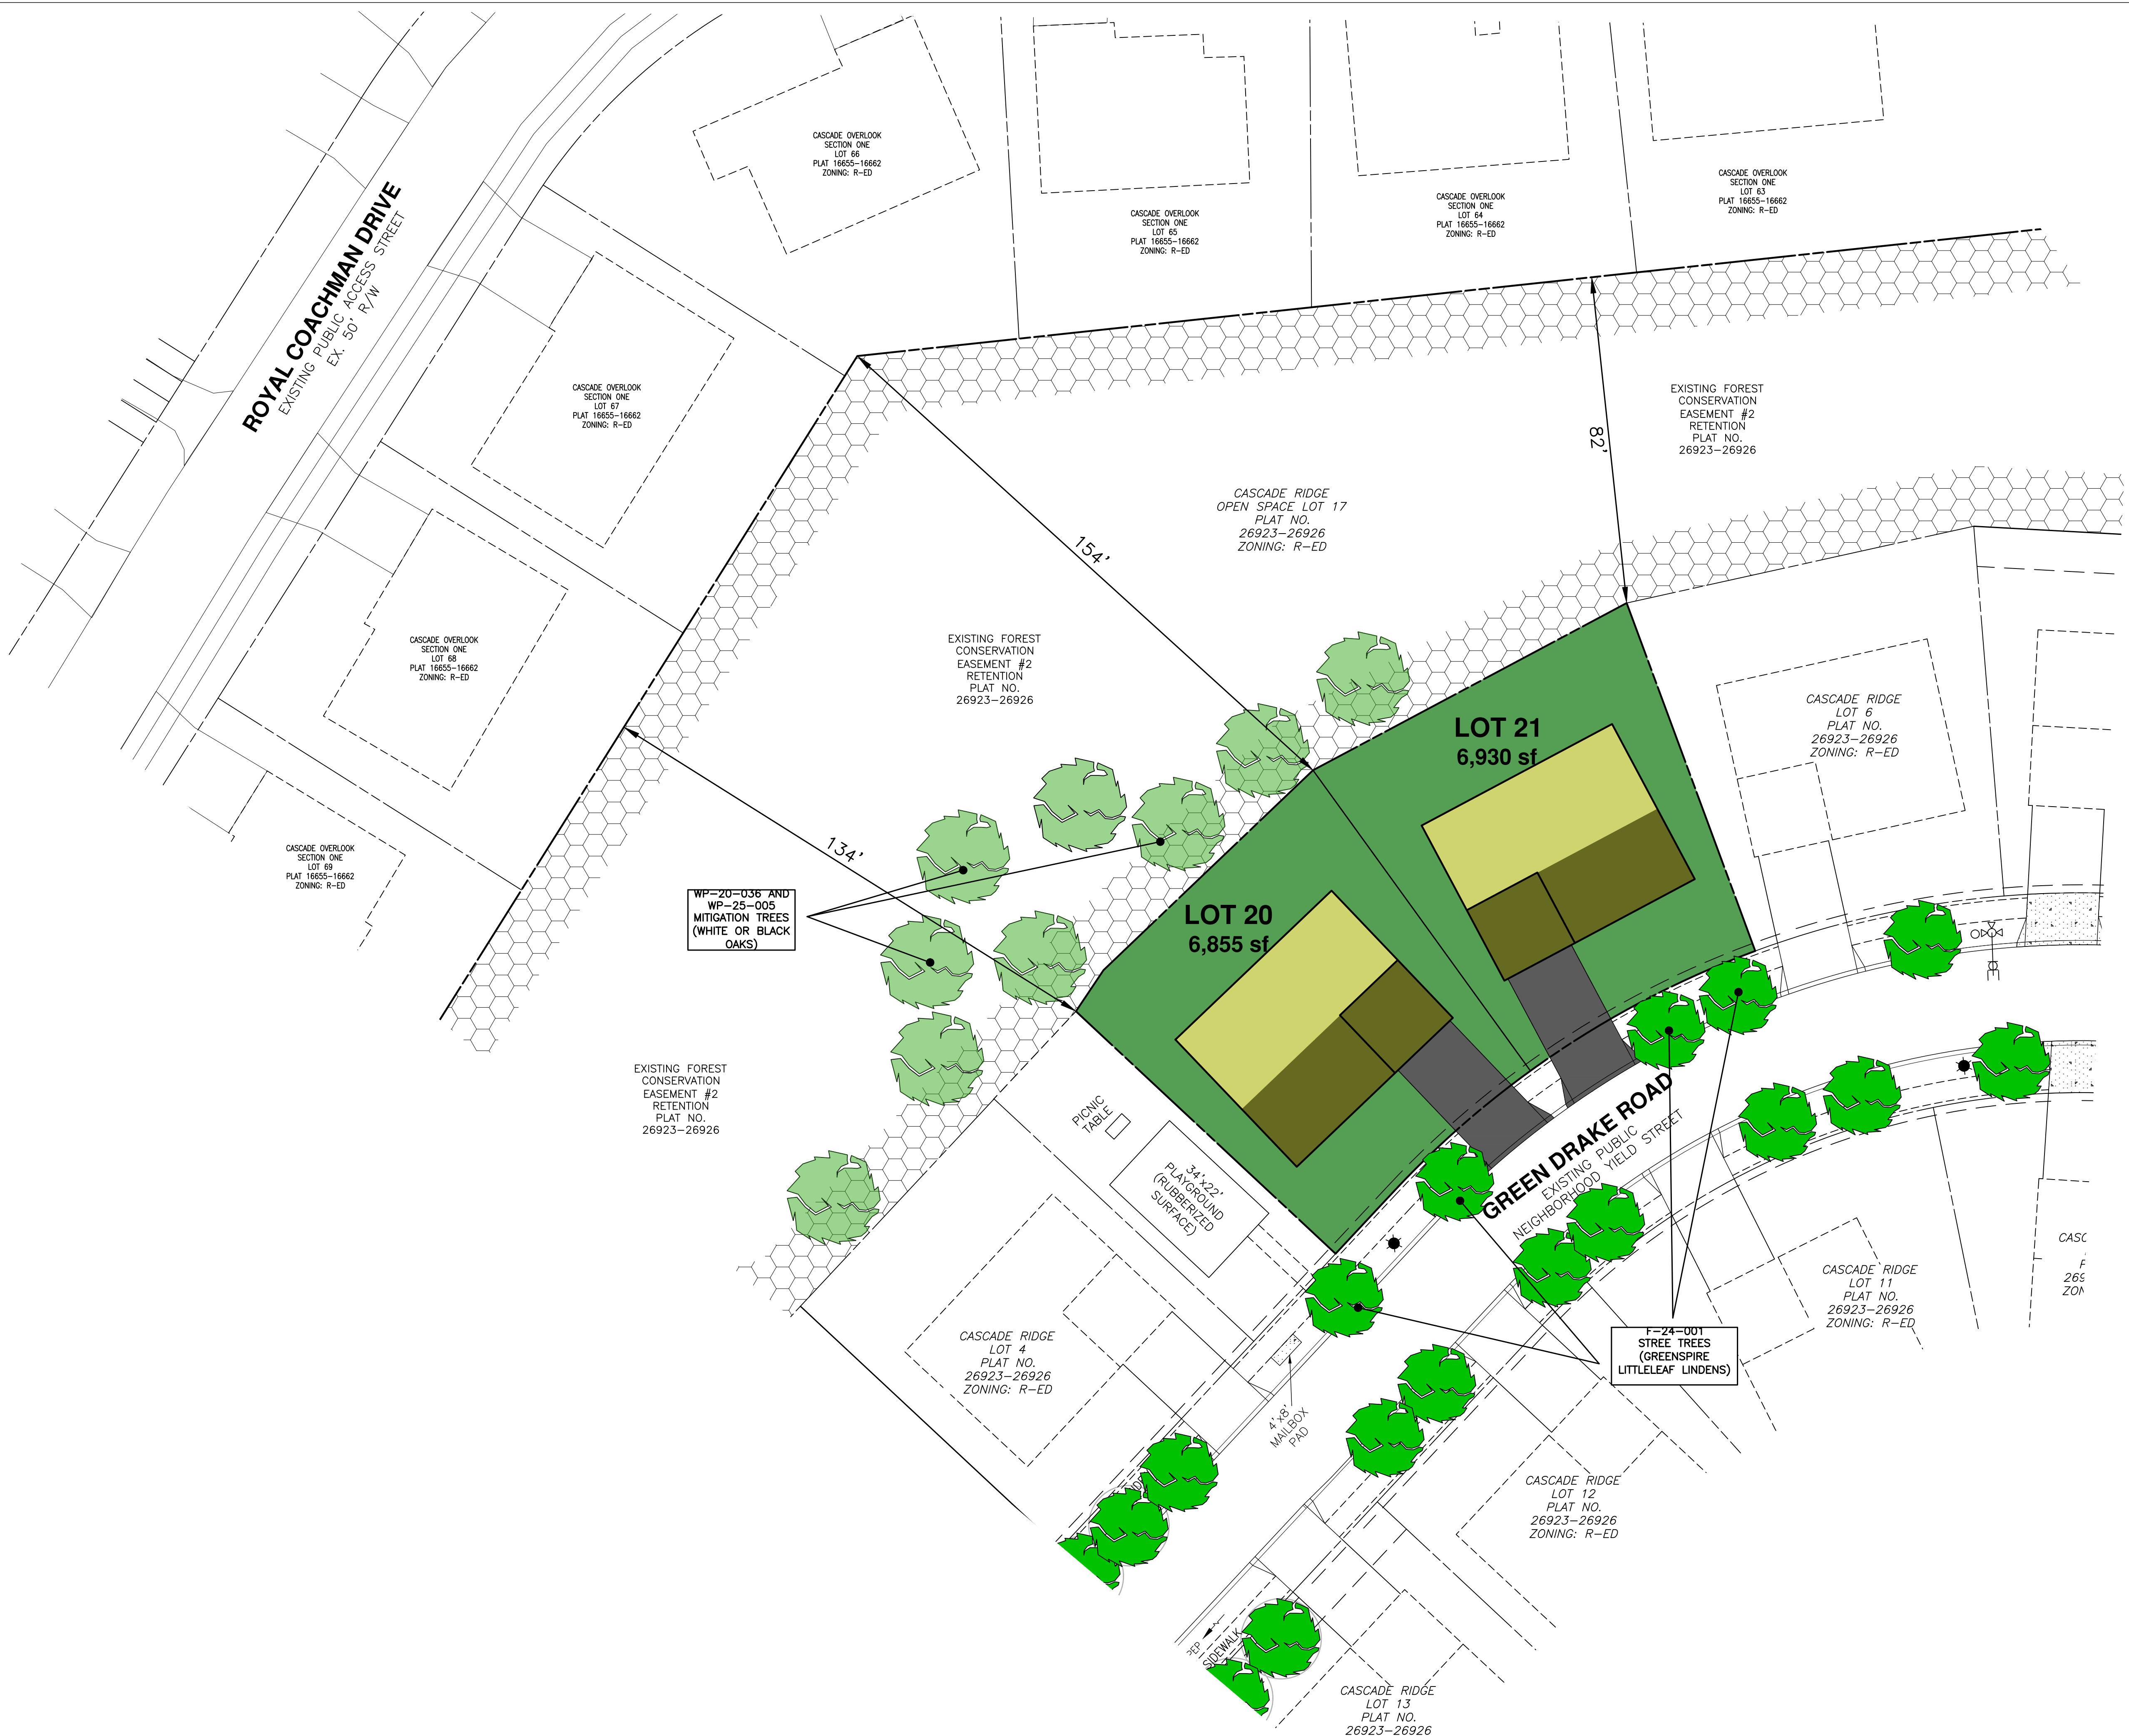 CASCADE OVERLOOK
SECTION ONE
LOT 66
PLAT 16655-16662
ZONING: R-ED
CASCADE OVERLOOK
SECTION ONE
LOT 65
PLAT 16655-16662
ZONING: R-ED
CASCADE OVERLOOK
SECTION ONE
LOT 64
PLAT 16655-16662
ZONING: R-ED
CASCADE OVERLOOK
SECTION ONE
LOT 63
PLAT 16655-16662
ZONING: R-ED
ROYAL COACHMAN DRIVE
EXISTING PUBLIC ACCESS STREET
EX. 50' R/W
CASCADE OVERLOOK
SECTION ONE
LOT 67
PLAT 16655-16662
ZONING: R-ED
EXISTING FOREST
CONSERVATION
EASEMENT #2
RETENTION
PLAT NO.
26923-26926
82'
CASCADE RIDGE
OPEN SPACE LOT 17
PLAT NO.
26923-26926
ZONING: R-ED
154'
CASCADE OVERLOOK
SECTION ONE
LOT 68
PLAT 16655-16662
ZONING: R-ED
EXISTING FOREST
CONSERVATION
EASEMENT #2
RETENTION
PLAT NO.
26923-26926
LOT 21
6,930 sf
CASCADE RIDGE
LOT 6
PLAT NO.
26923-26926
ZONING: R-ED
134'
CASCADE OVERLOOK
SECTION ONE
LOT 69
PLAT 16655-16662
ZONING: R-ED
WP-20-036 AND
WP-25-005
MITIGATION TREES
(WHITE OR BLACK
OAKS)
LOT 20
6,855 sf
EXISTING FOREST
CONSERVATION
EASEMENT #2
RETENTION
PLAT NO.
26923-26926
PICNIC
TABLE
34'x22'
PLAYGROUND
(RUBBERIZED
SURFACE)
GREEN DRAKE ROAD
EXISTING PUBLIC
NEIGHBORHOOD YIELD STREET
CASCADE RIDGE
LOT 11
PLAT NO.
26923-26926
ZONING: R-ED
CASC
269
ZON
F-24-001
STREE TREES
(GREENSPIRE
LITTLELEAF LINDENS)
CASCADE RIDGE
LOT 4
PLAT NO.
26923-26926
ZONING: R-ED
4'x8'
MAILBOX
PAD
CASCADE RIDGE
LOT 12
PLAT NO.
26923-26926
ZONING: R-ED
SIDEWALK
CASCADE RIDGE
LOT 13
PLAT NO.
26923-26926